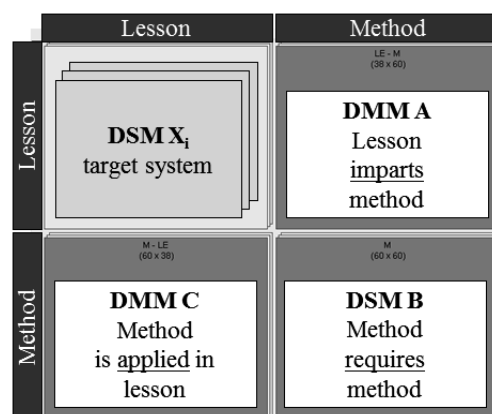 Lesson
Method
Lesson
DSM Xi
target system
LE - M
(38 x 60)
DMM A
Lesson
imparts
method
Method
M - LE
(60 x 38)
DMM C
Method
is applied in
lesson
M
(60 x 60)
DSM B
Method
requires
method